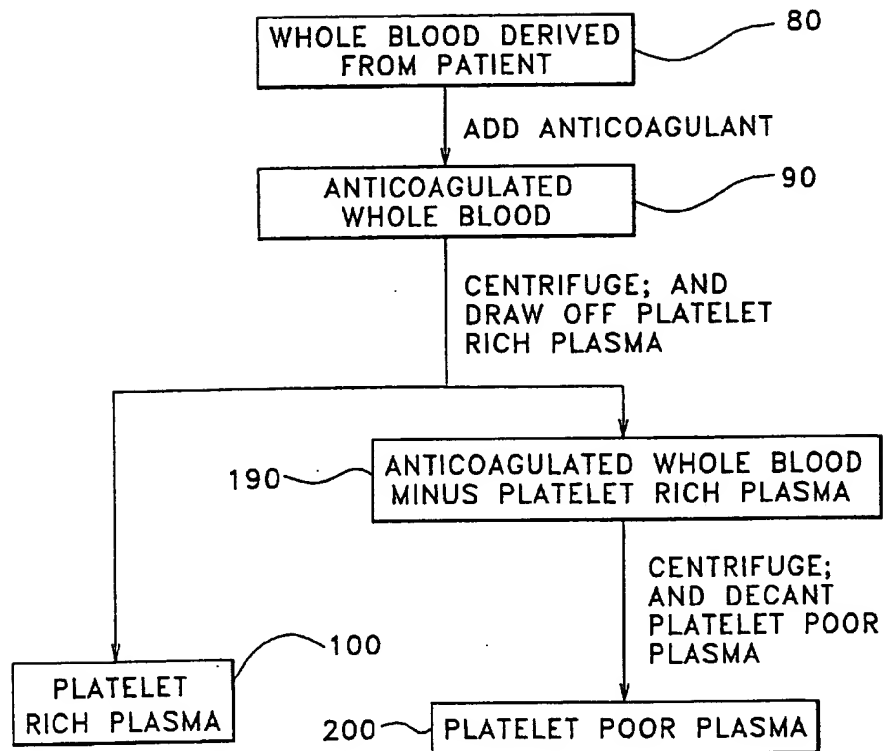 WHOLE BLOOD DERIVED
FROM PATIENT
80
ADD ANTICOAGULANT
ANTICOAGULATED
WHOLE BLOOD
90
CENTRIFUGE; AND
DRAW OFF PLATELET
RICH PLASMA
190
ANTICOAGULATED WHOLE BLOOD
MINUS PLATELET RICH PLASMA
CENTRIFUGE;
AND DECANT
PLATELET POOR
PLASMA
100
PLATELET
RICH PLASMA
200
PLATELET POOR PLASMA